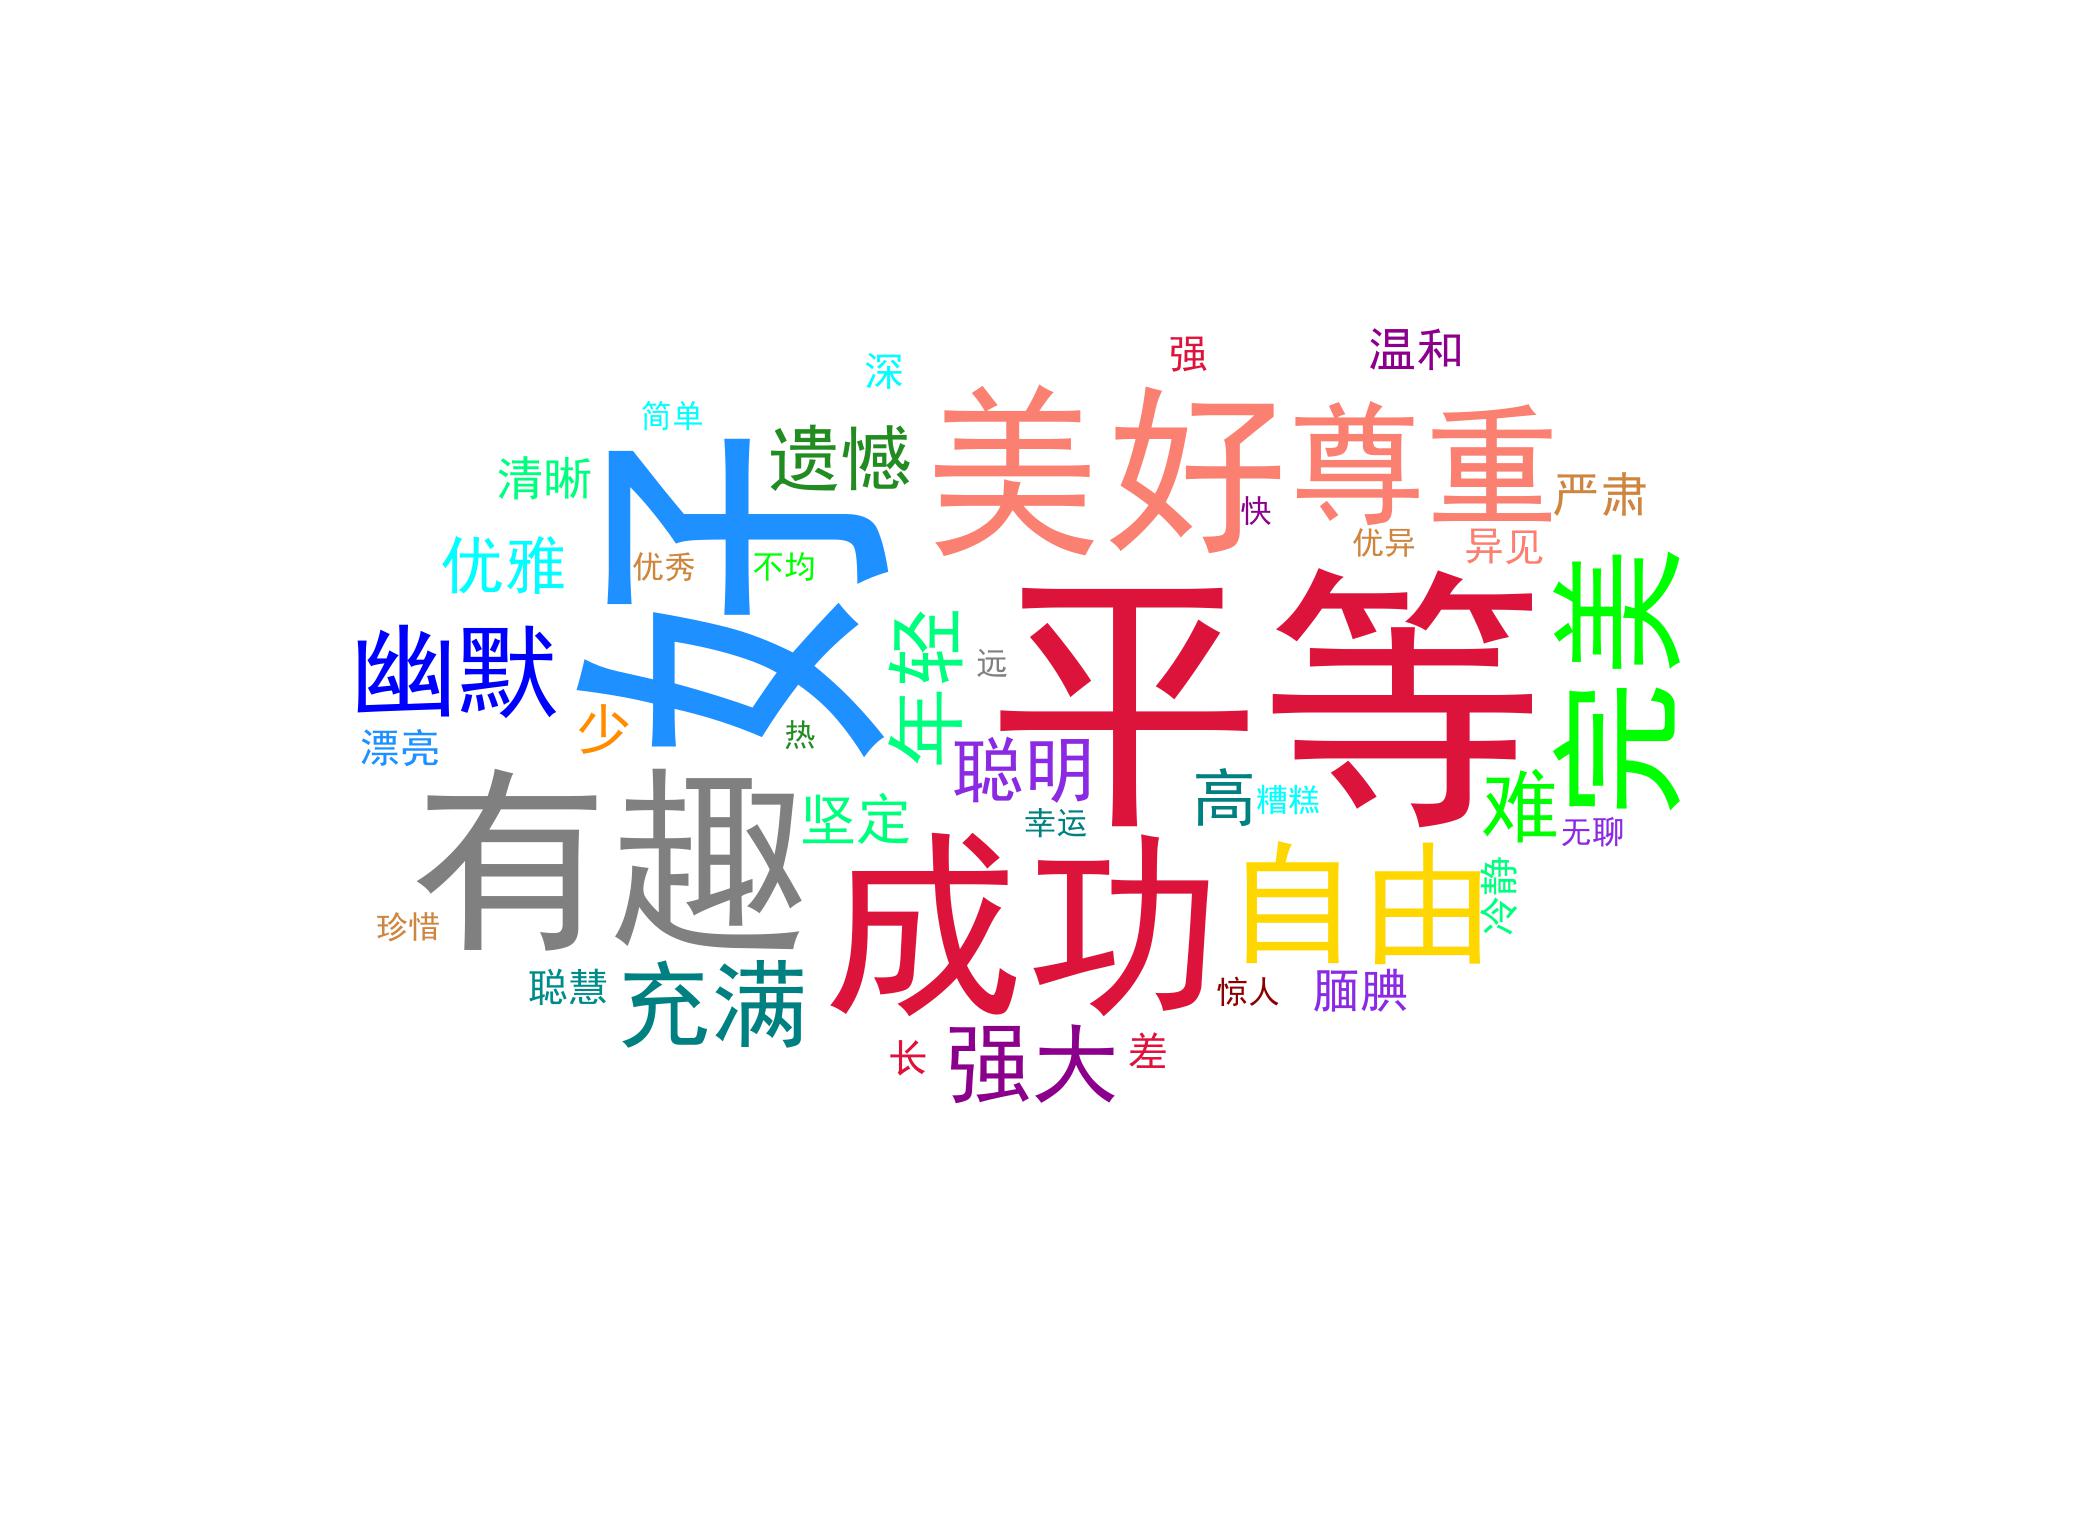 强
温和
深
简单
美好
尊重
遗憾
清晰
严肃
好
快
优异
异见
优雅
优秀
不均
完美
平等
年轻
远
幽默
少
热
漂亮
聪明
有趣
坚定
高
糟糕
难
无聊
幸运
成功
自由
冷静
珍惜
聪慧
充满
惊人
腼腆
长
强大
差